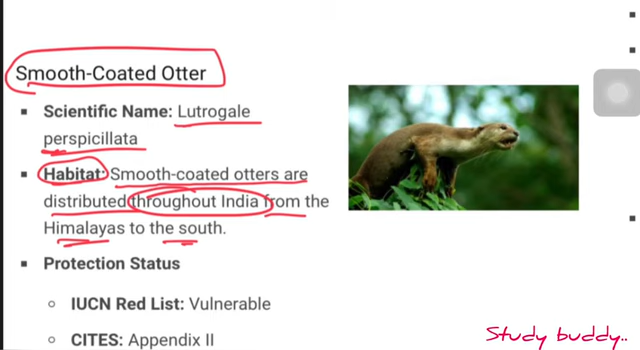 Smooth-Coated Otter
▪ Scientific Name: Lutrogale
perspicillata
▪ Habitat: Smooth-coated otters are
distributed throughout India from the
Himalayas to the south.
▪ Protection Status
○ IUCN Red List: Vulnerable
○ CITES: Appendix II
Study buddy..